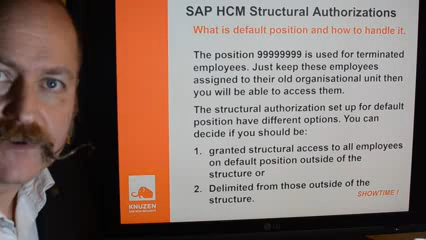 SAP HCM Structural Authorizations
What is default position and how to handle it.
The position 99999999 is used for terminated
employees. Just keep these employees
assigned to their old organisational unit then
you will be able to access them.
The structural authorization set up for default
position have different options. You can
decide if you should be:
1. granted structural access to all employees
on default position outside of the
structure or
2. Delimited from those outside of the
structure.
SHOWTIME !
KNUZEN
LG